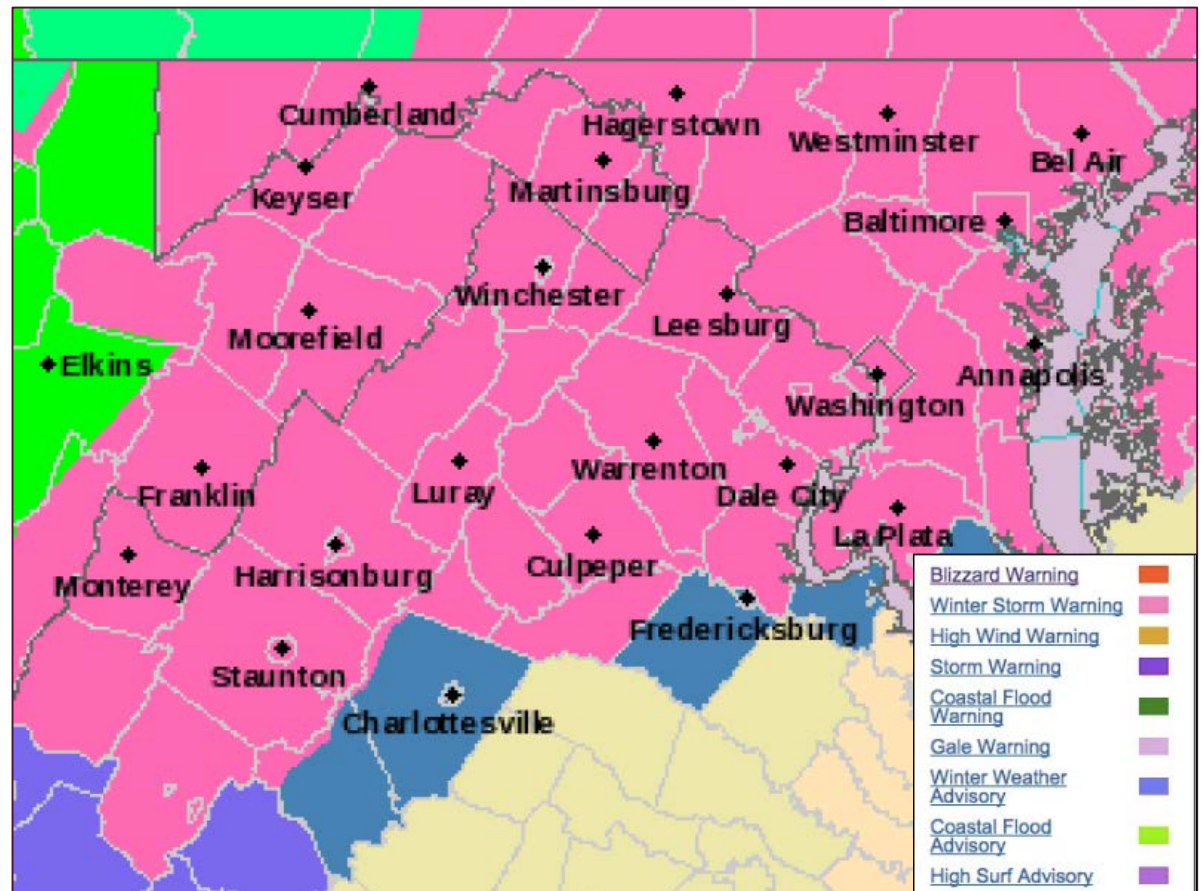 Cumberland
Hagerstown
Westminster
Bel Air
Keyser
Martinsburg
Baltimore
Winchester
Leesburg
Moorefield
Elkins
Annapolis
Washington
Warrenton
Franklin
Luray
Dale City
La Plata
Monterey
Harrisonburg
Culpeper
Fredericksburg
Staunton
Charlottesville
Blizzard Warning
Winter Storm Warning
High Wind Warning
Storm Warning
Coastal Flood
Warning
Gale Warning
Winter Weather
Advisory
Coastal Flood
Advisory
High Surf Advisory